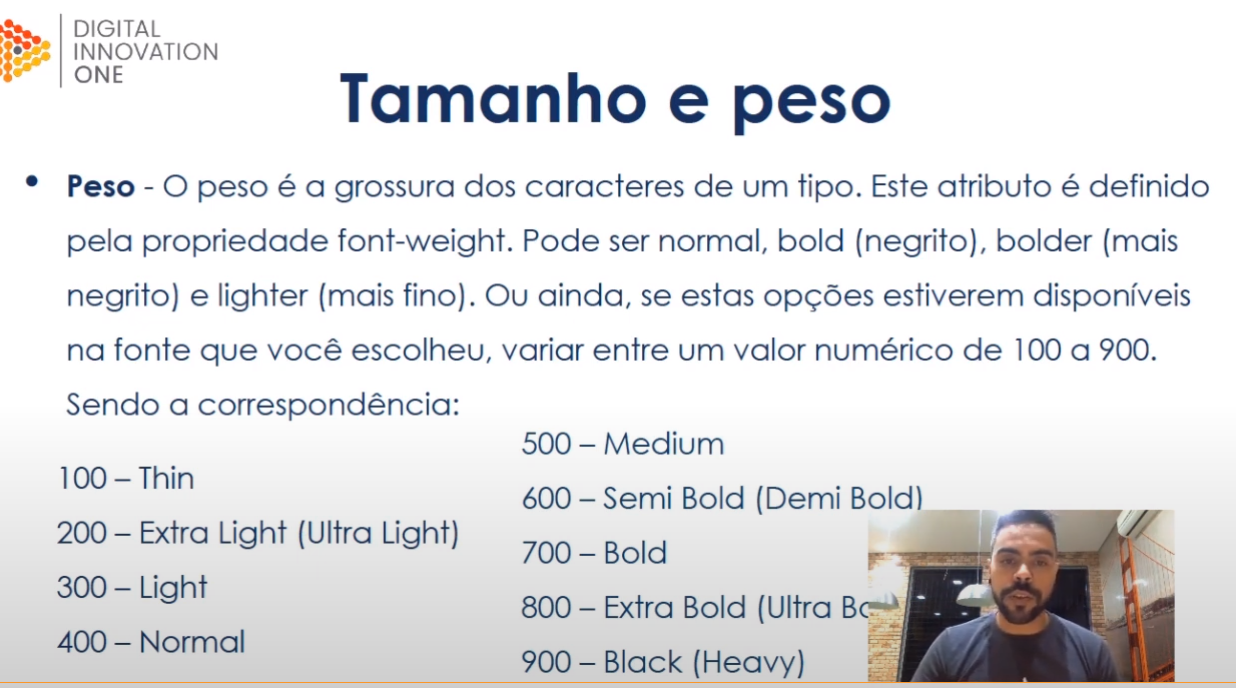 DIGITAL
INNOVATION
ONE
Tamanho e peso
• Peso - O peso é a grossura dos caracteres de um tipo. Este atributo é definido
pela propriedade font-weight. Pode ser normal, bold (negrito), bolder (mais
negrito) e lighter (mais fino). Ou ainda, se estas opções estiverem disponíveis
na fonte que você escolheu, variar entre um valor numérico de 100 a 900.
Sendo a correspondência:
100 – Thin
200 – Extra Light (Ultra Light)
300 – Light
400 – Normal
500 – Medium
600 – Semi Bold (Demi Bold)
700 – Bold
800 – Extra Bold (Ultra
900 – Black (Heavy)